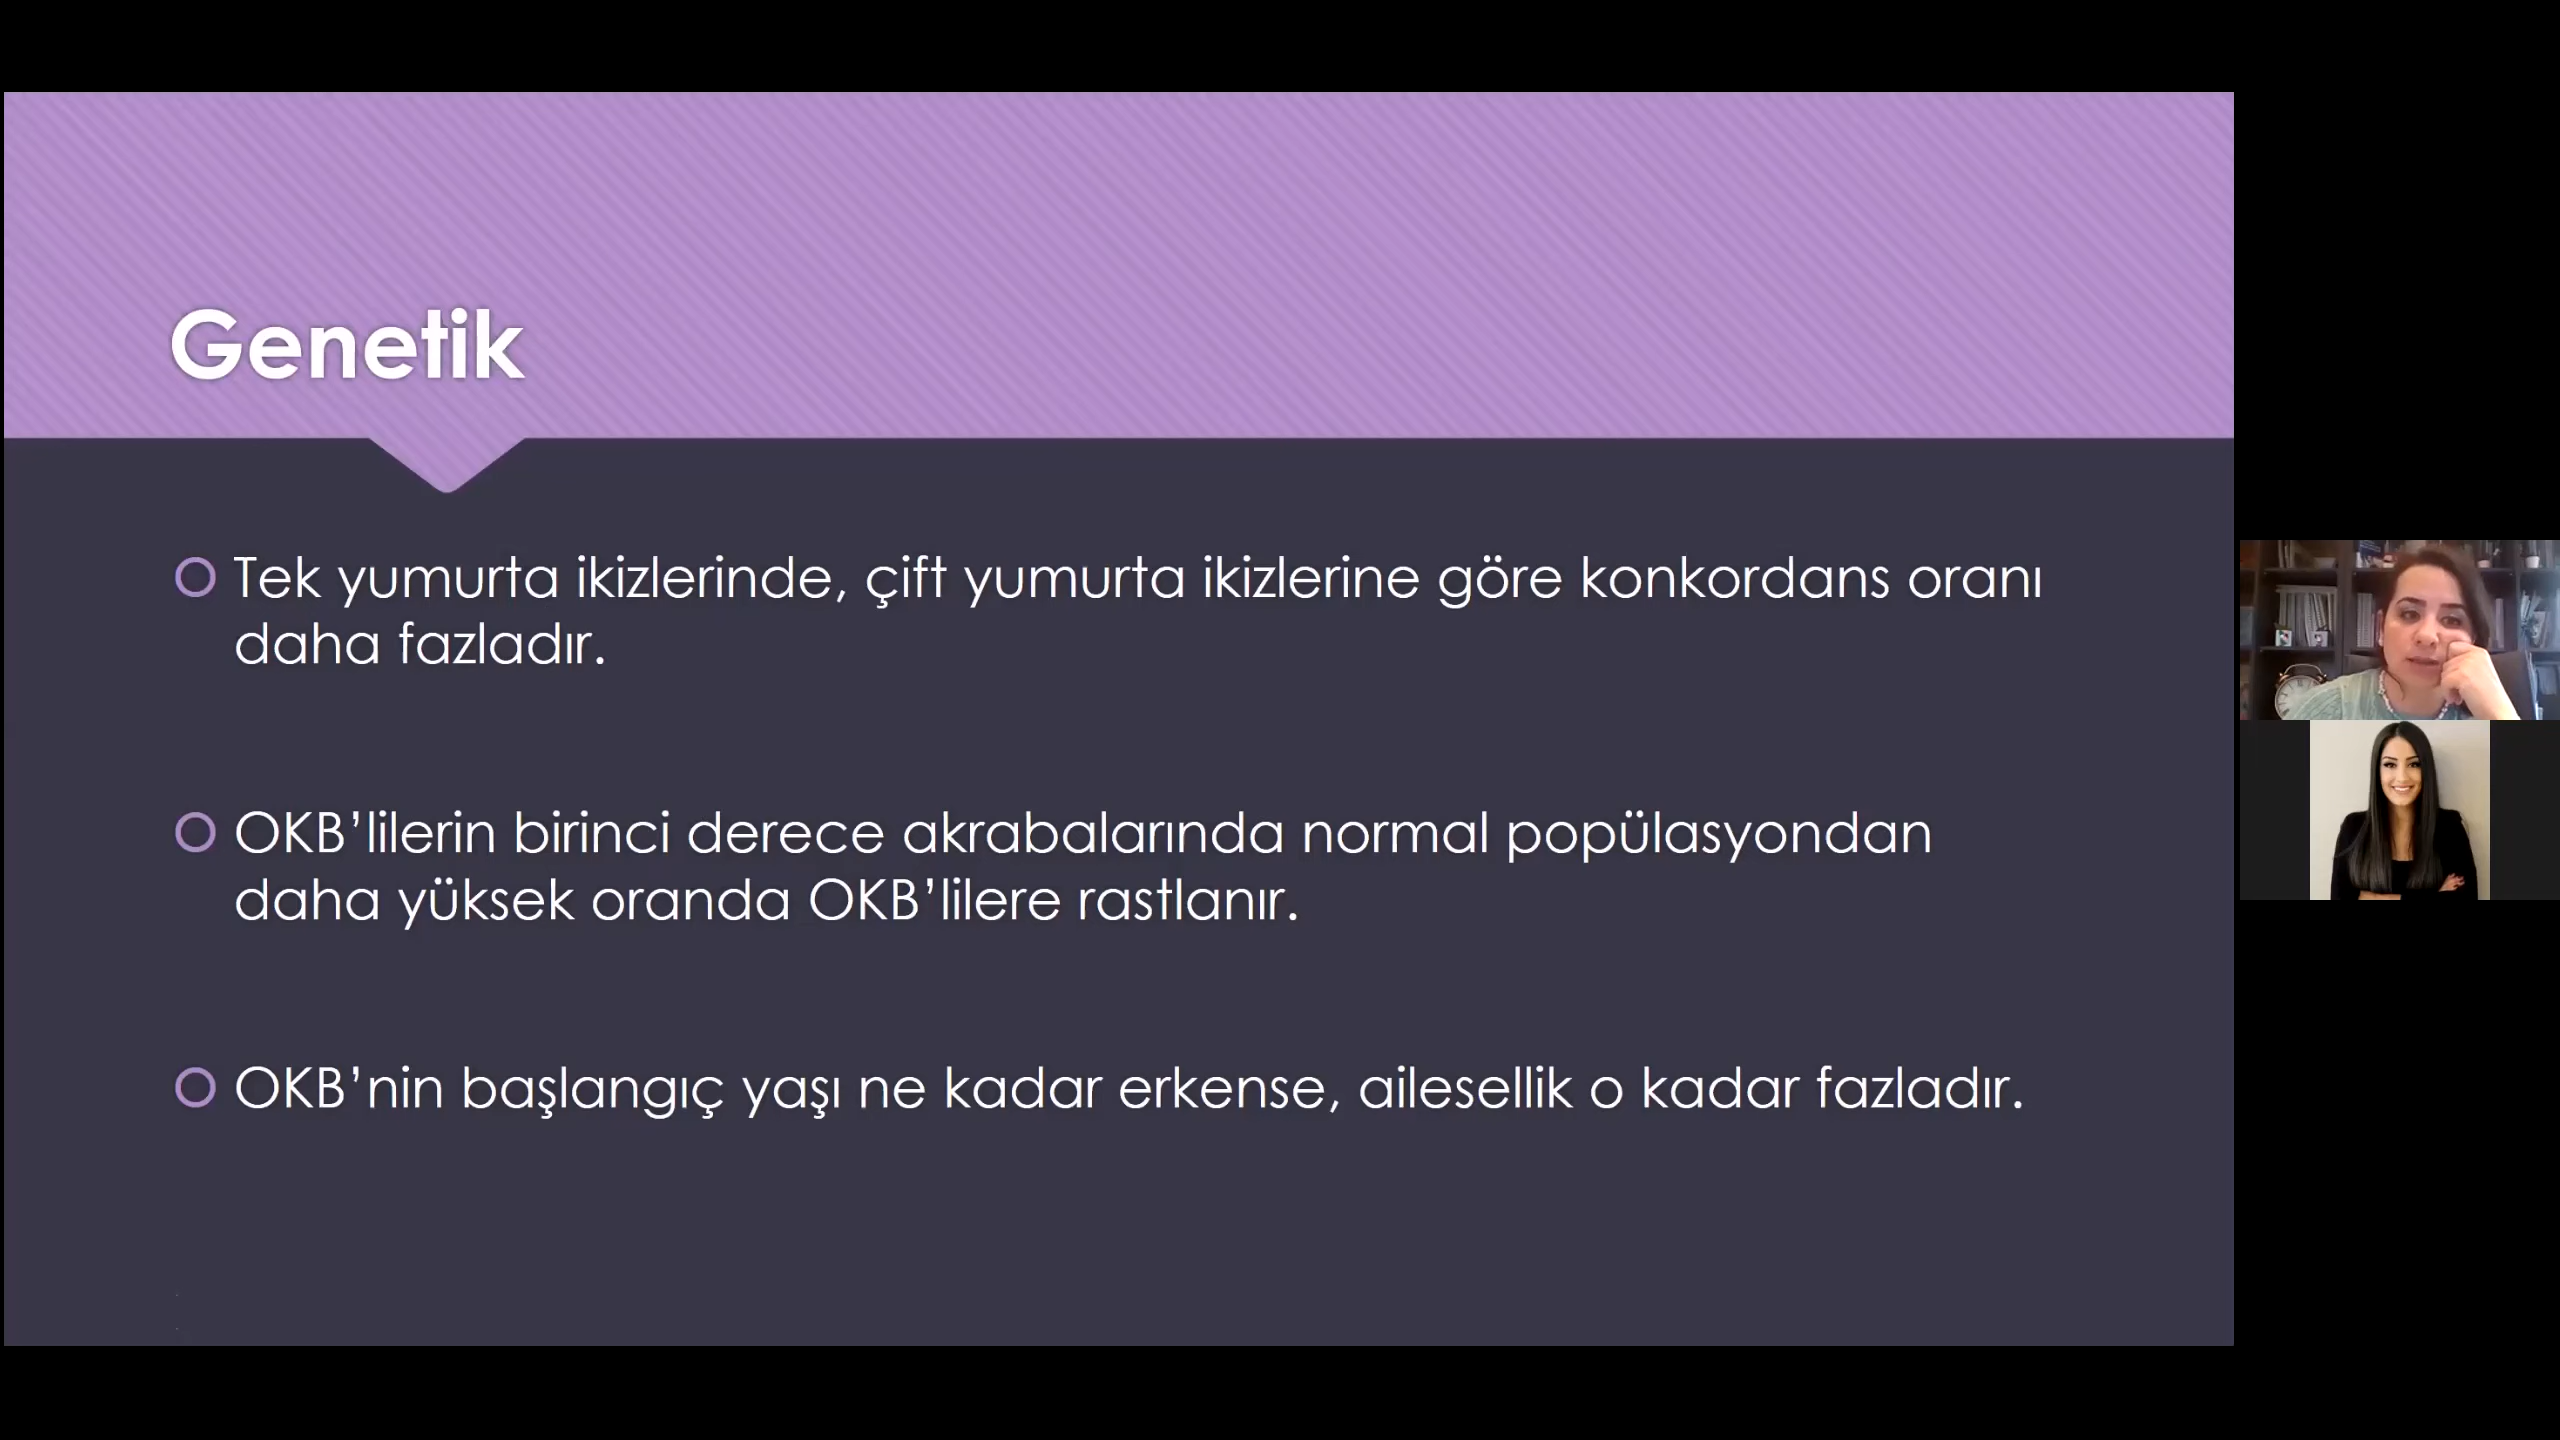 Genetik
Tek yumurta ikizlerinde, çift yumurta ikizlerine göre konkordans oranı
daha fazladır.
OKB’lilerin birinci derece akrabalarında normal popülasyondan
daha yüksek oranda OKB’lilere rastlanır.
OKB’nin başlangıç yaşı ne kadar erkense, ailesellik o kadar fazladır.